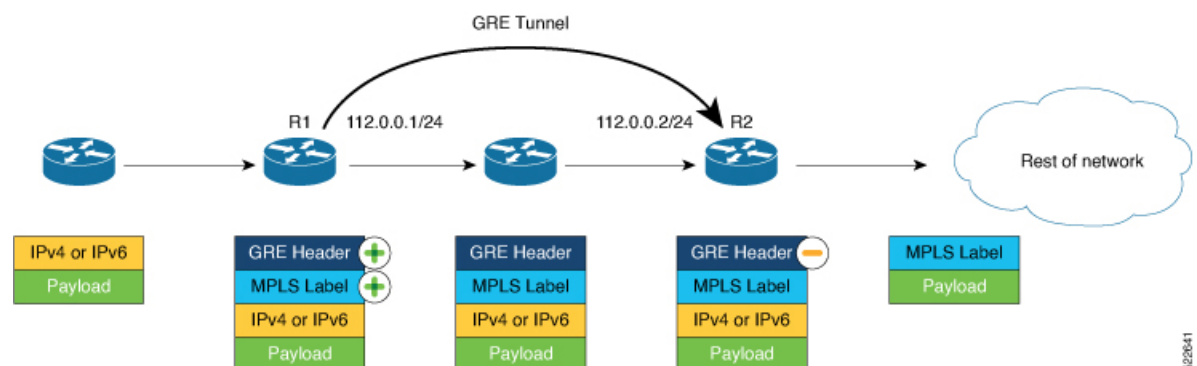 GRE Tunnel
R1 112.0.0.1/24 112.0.0.2/24 R2
Rest of network
IPv4 or IPv6
Payload
GRE Header
MPLS Label
IPv4 or IPv6
Payload
GRE Header
MPLS Label
IPv4 or IPv6
Payload
GRE Header
MPLS Label
IPv4 or IPv6
Payload
MPLS Label
Payload